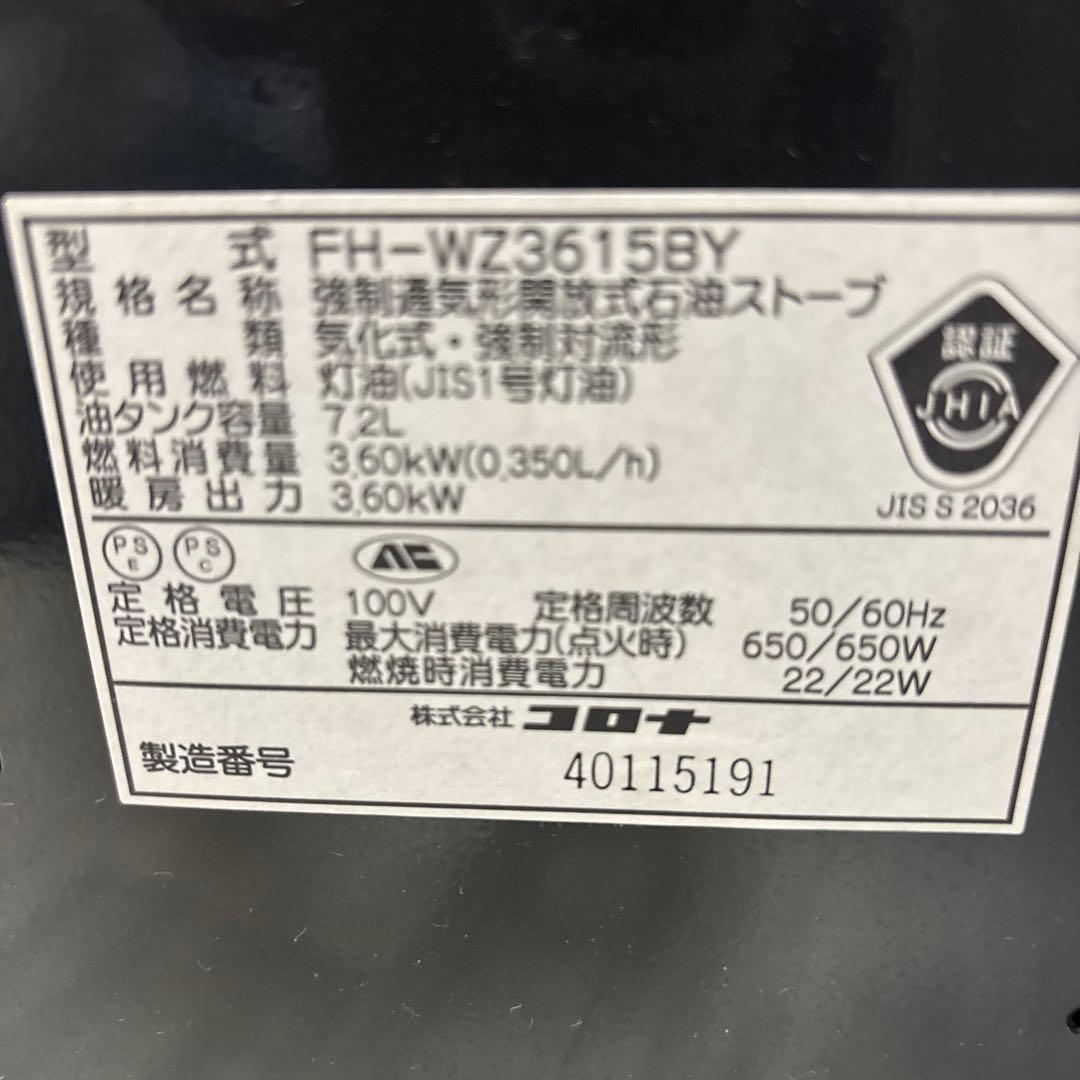 型式 FH-WZ3615BY
規格名称 強制通気形開放式石油ストーブ
種類 気化式・強制対流形
使用燃料 灯油(JIS1号灯油)
油タンク容量 7.2L
燃料消費量 3.60kW(0.350L/h)
暖房出力 3.60kW
認証
JHIA
JIS S 2036
PS E PS C
定格電圧 100V 定格周波数 50/60Hz
定格消費電力 最大消費電力(点火時) 650/650W
燃焼時消費電力 22/22W
株式会社 コロナ
製造番号 40115191